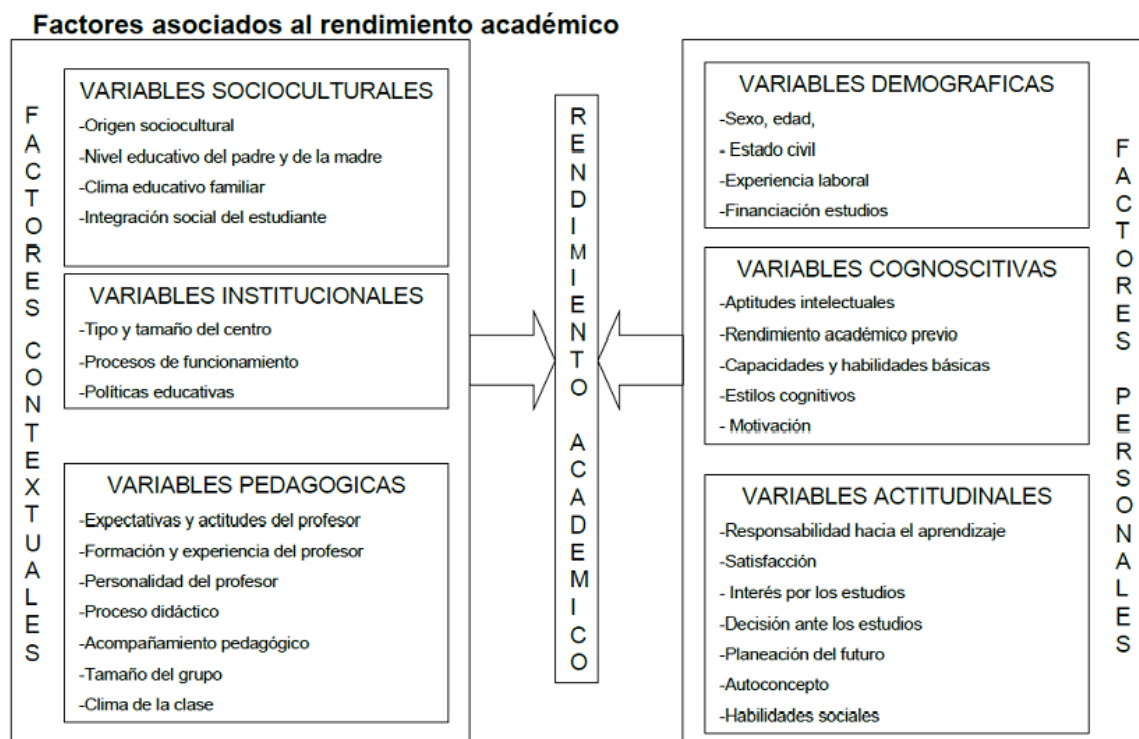 Factores asociados al rendimiento académico
FACTORES CONTEXTUALES
VARIABLES SOCIOCULTURALES
-Origen sociocultural
-Nivel educativo del padre y de la madre
-Clima educativo familiar
-Integración social del estudiante
VARIABLES INSTITUCIONALES
-Tipo y tamaño del centro
-Procesos de funcionamiento
-Políticas educativas
VARIABLES PEDAGOGICAS
-Expectativas y actitudes del profesor
-Formación y experiencia del profesor
-Personalidad del profesor
-Proceso didáctico
-Acompañamiento pedagógico
-Tamaño del grupo
-Clima de la clase
RENDIMIENTO ACADEMICO
VARIABLES DEMOGRAFICAS
-Sexo, edad,
- Estado civil
-Experiencia laboral
-Financiación estudios
VARIABLES COGNOSCITIVAS
-Aptitudes intelectuales
-Rendimiento académico previo
-Capacidades y habilidades básicas
-Estilos cognitivos
- Motivación
VARIABLES ACTITUDINALES
-Responsabilidad hacia el aprendizaje
-Satisfacción
- Interés por los estudios
-Decisión ante los estudios
-Planeación del futuro
-Autoconcepto
-Habilidades sociales
FACTORES PERSONALES